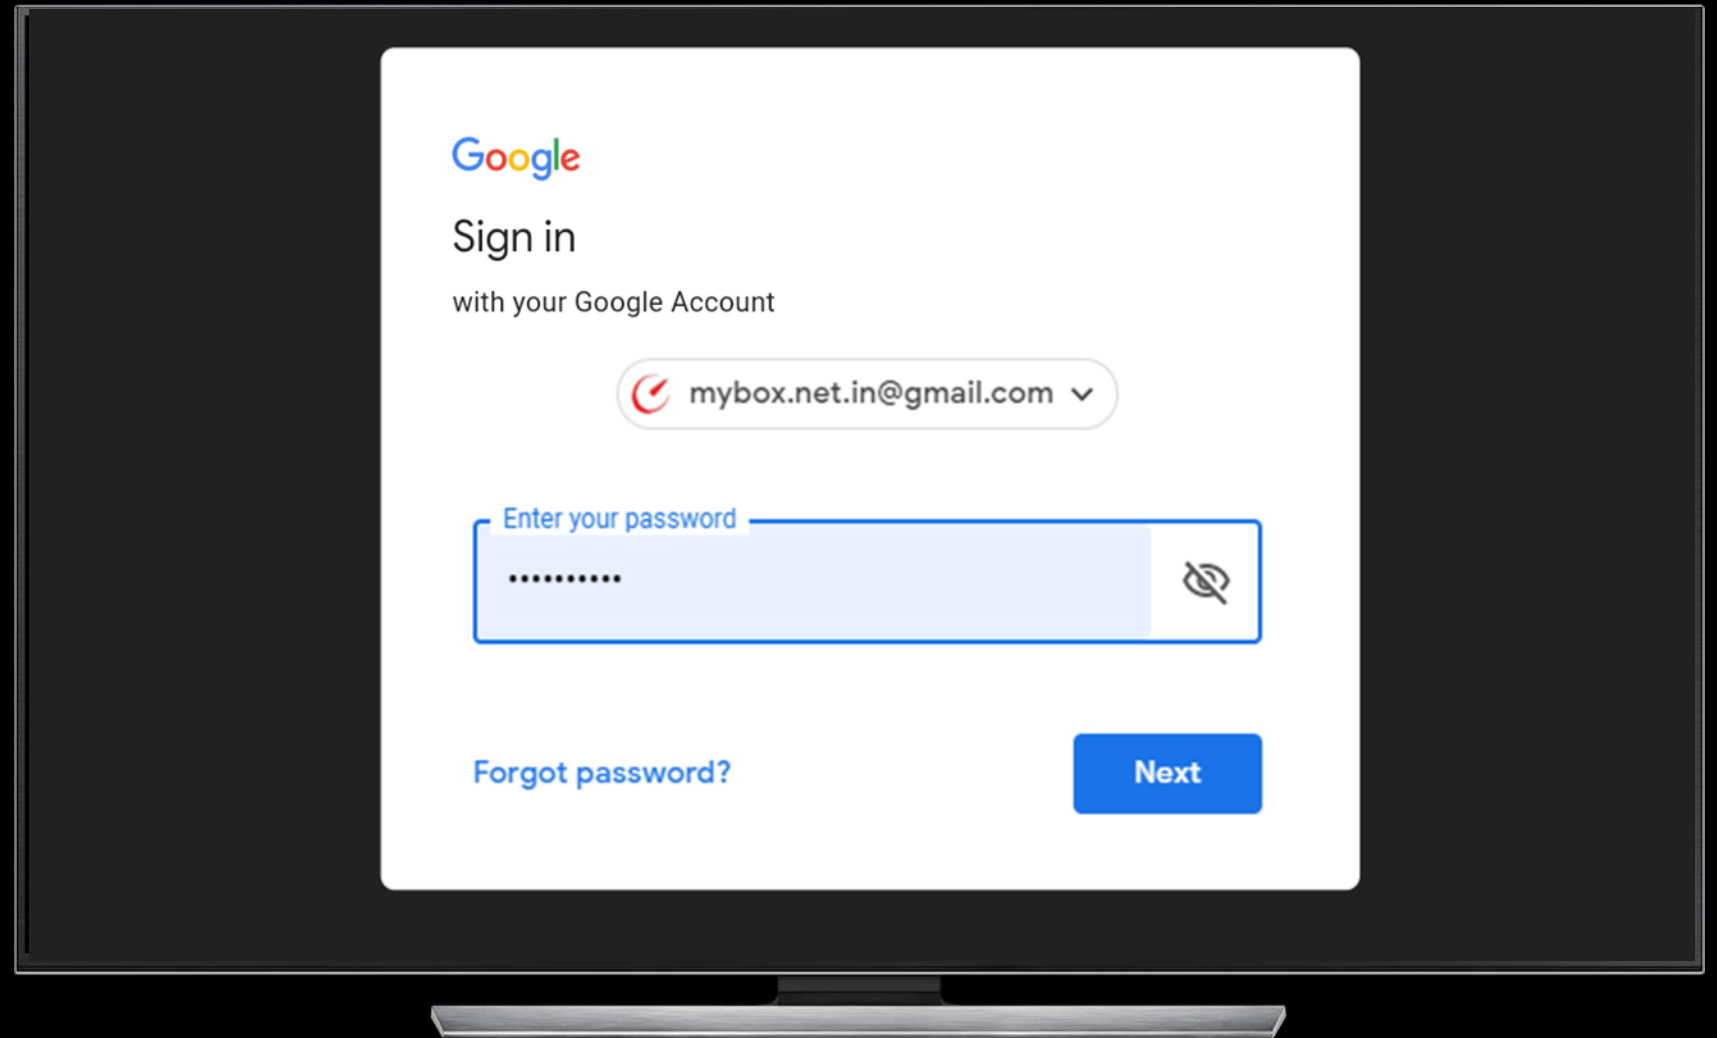 Google
Sign in
with your Google Account
mybox.net.in@gmail.com
Enter your password
••••••••••
Forgot password?
Next